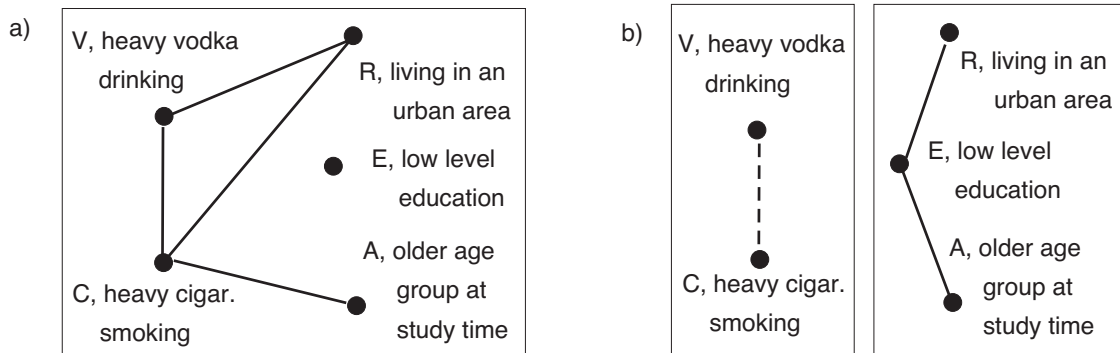 a)
V, heavy vodka
drinking
R, living in an
urban area
E, low level
education
A, older age
group at
study time
C, heavy cigar.
smoking
b)
V, heavy vodka
drinking
C, heavy cigar.
smoking
R, living in an
urban area
E, low level
education
A, older age
group at
study time